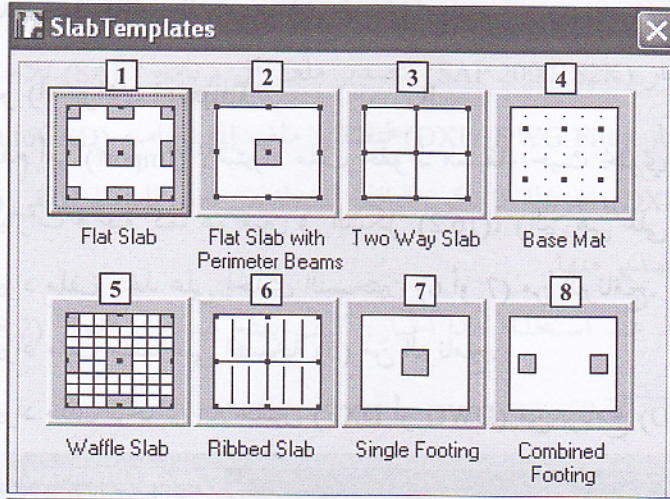 SlabTemplates
1
2
3
4
Flat Slab
Flat Slab with
Perimeter Beams
Two Way Slab
Base Mat
5
6
7
8
Waffle Slab
Ribbed Slab
Single Footing
Combined
Footing